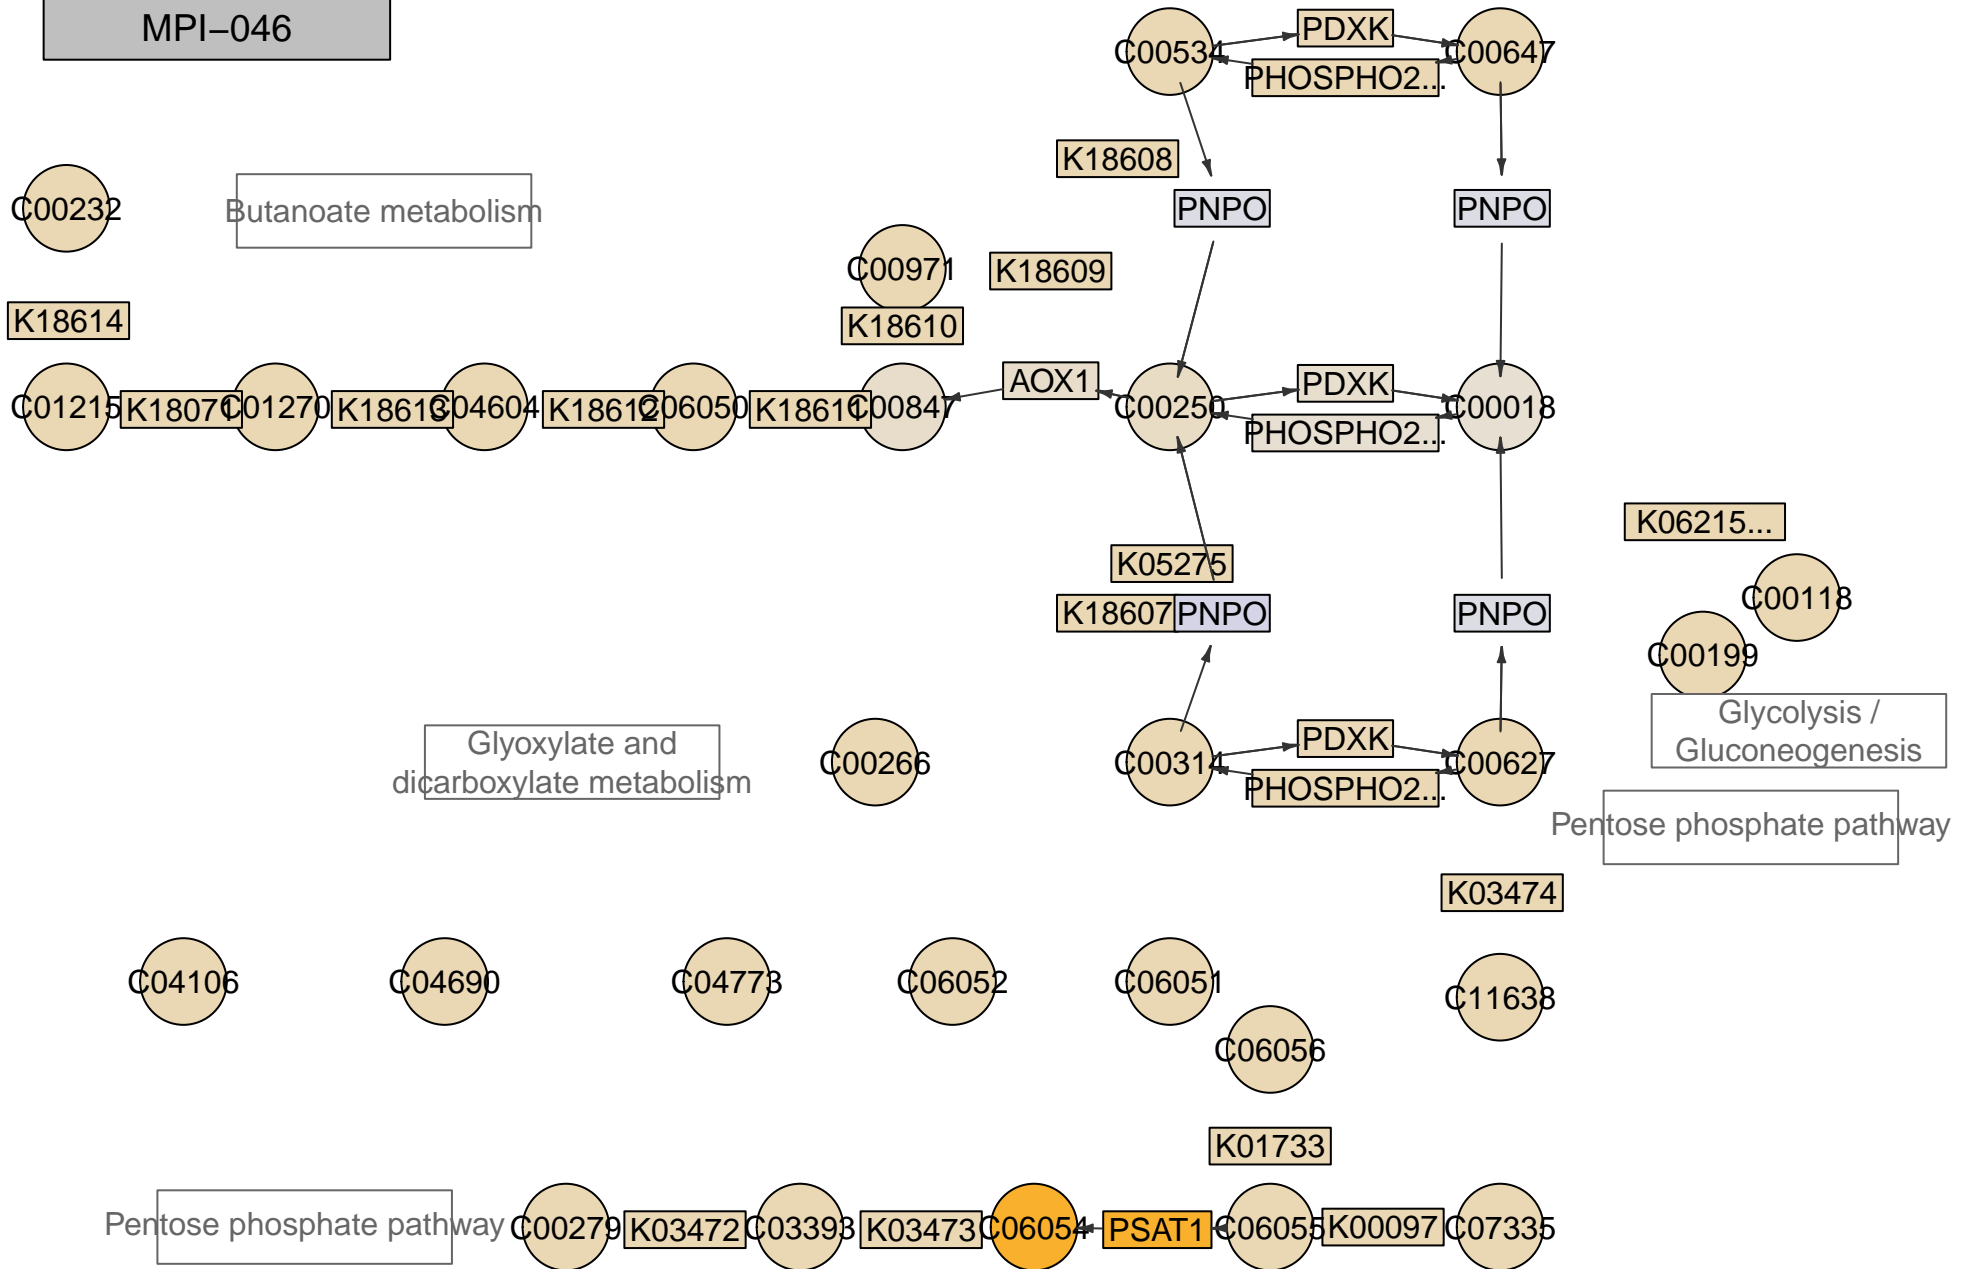 MPI−046
C00534
PDXK
C00647
PHOSPHO2...
K18608
C00232
Butanoate metabolism
PNPO
PNPO
C00971
K18609
K18614
K18610
C01215
K18071
C01270
K18613
C04604
K18612
C06050
K18611
C00847
AOX1
C00250
PDXK
PHOSPHO2...
C00018
K06215...
K05275
C00118
K18607
PNPO
PNPO
C00199
Glycolysis /
Gluconeogenesis
Glyoxylate and
dicarboxylate metabolism
C00266
C00314
PDXK
PHOSPHO2...
C00627
Pentose phosphate pathway
K03474
C04106
C04690
C04773
C06052
C06051
C11638
C06056
K01733
Pentose phosphate pathway
C00279
K03472
C03393
K03473
C06054
PSAT1
C06055
K00097
C07335